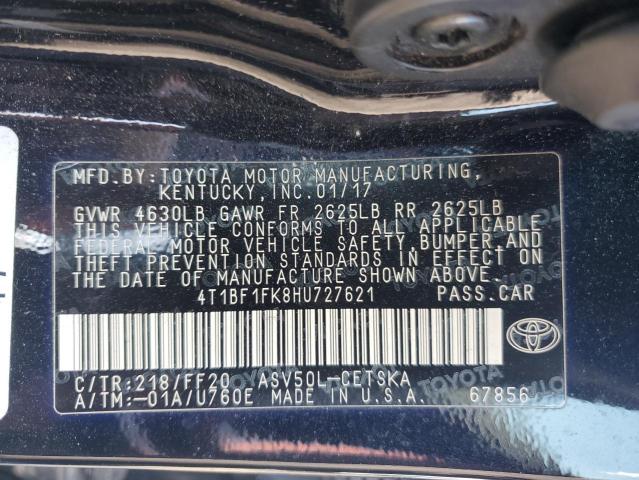 MFD.BY:TOYOTA MOTOR MANUFACTURING,
KENTUCKY,INC.01/17
GVWR 4630LB GAWR FR 2625LB RR 2625LB
THIS VEHICLE CONFORMS TO ALL APPLICABLE
FEDERAL MOTOR VEHICLE SAFETY,BUMPER,AND
THEFT PREVENTION STANDARDS IN EFFECT ON
THE DATE OF MANUFACTURE SHOWN ABOVE.
4T1BF1FK8HU727621 PASS.CAR
C/TR:218/FF20 ASV50L-CETSKA
A/TM:-01A/U760E MADE IN U.S.A. 67856